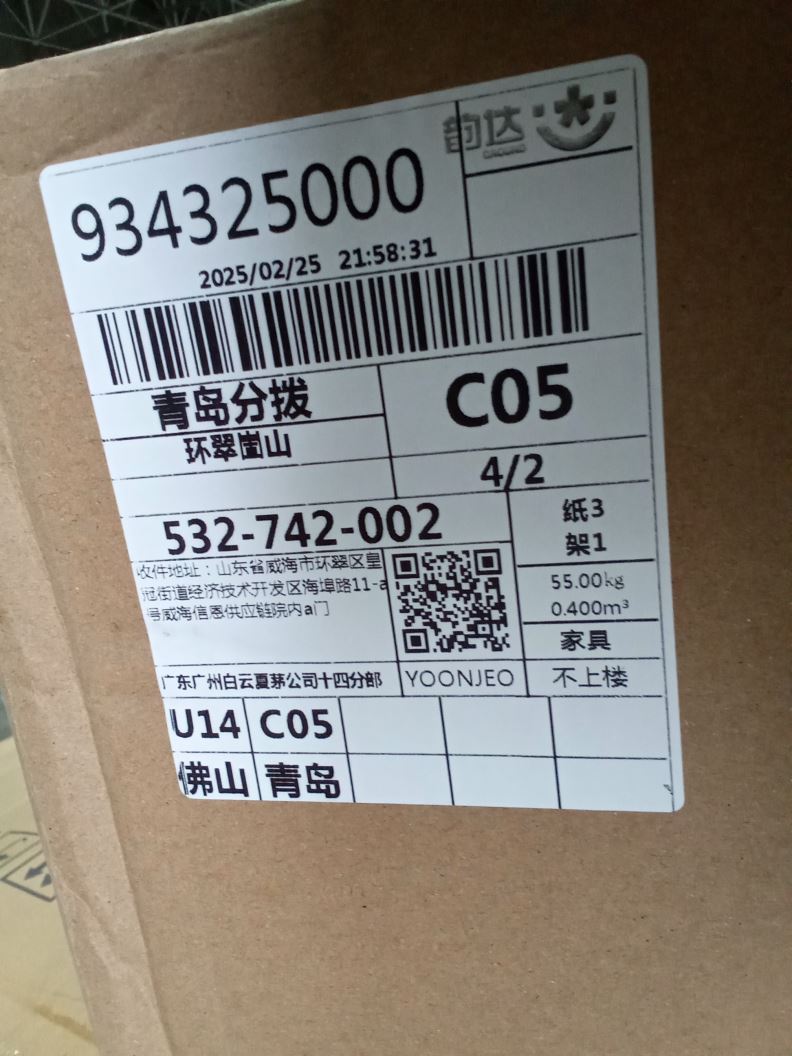 韵达
934325000
2025/02/25 21:58:31
青岛分拨
C05
环翠崮山
4/2
532-742-002
纸3
架1
收件地址：山东省威海市环翠区皇
冠街道经济技术开发区海埠路11-a
号威海信恩供应链院内a门
55.00kg
0.400m³
家具
广东广州白云夏茅公司十四分部
YOONJEO
不上楼
U14 C05
佛山 青岛